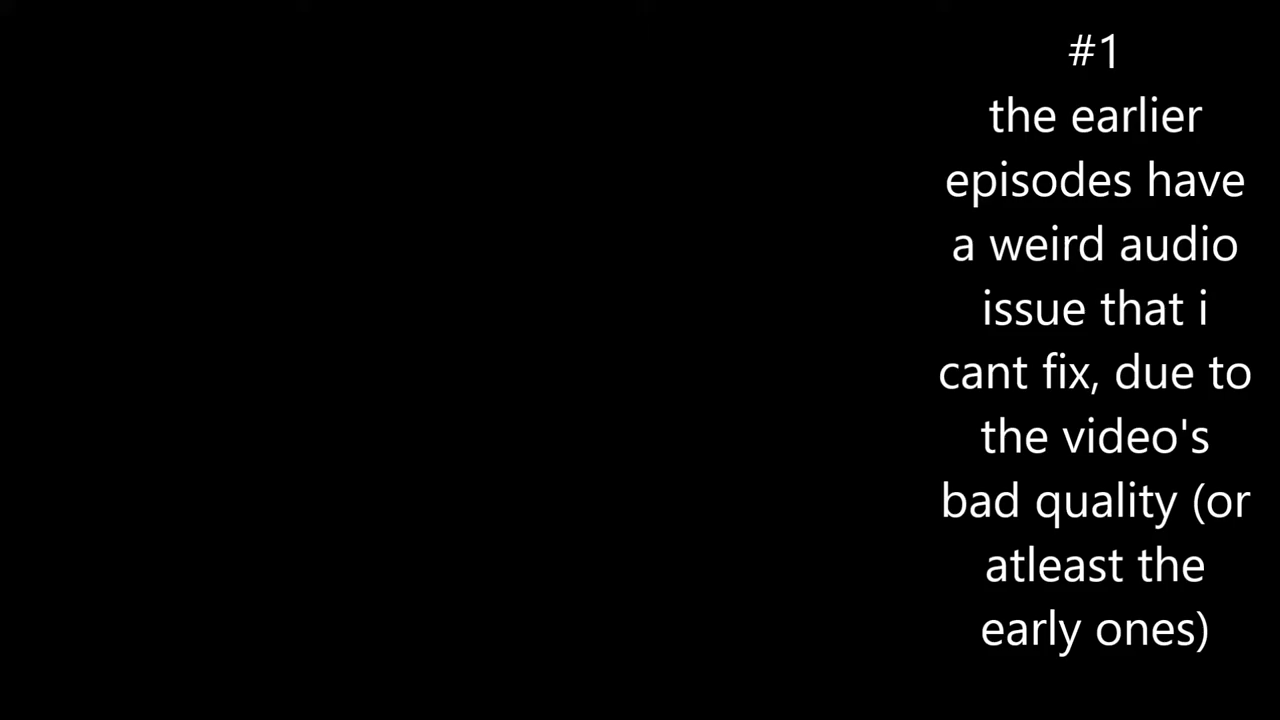 #1
the earlier
episodes have
a weird audio
issue that i
cant fix, due to
the video's
bad quality (or
atleast the
early ones)